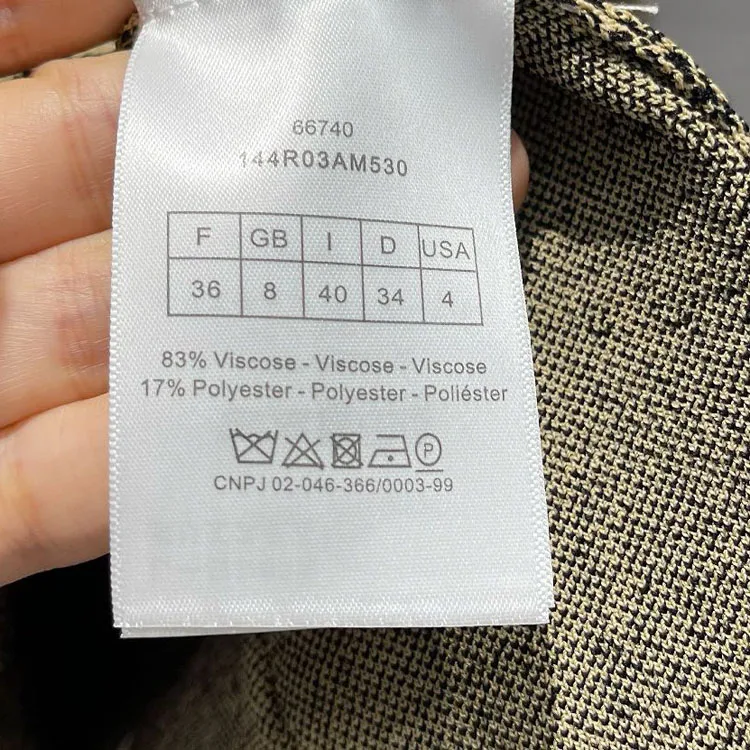 66740
144R03AM530
F GB I D USA
36 8 40 34 4
83% Viscose - Viscose - Viscose
17% Polyester - Polyester - Poliéster
P
CNPJ 02-046-366/0003-99